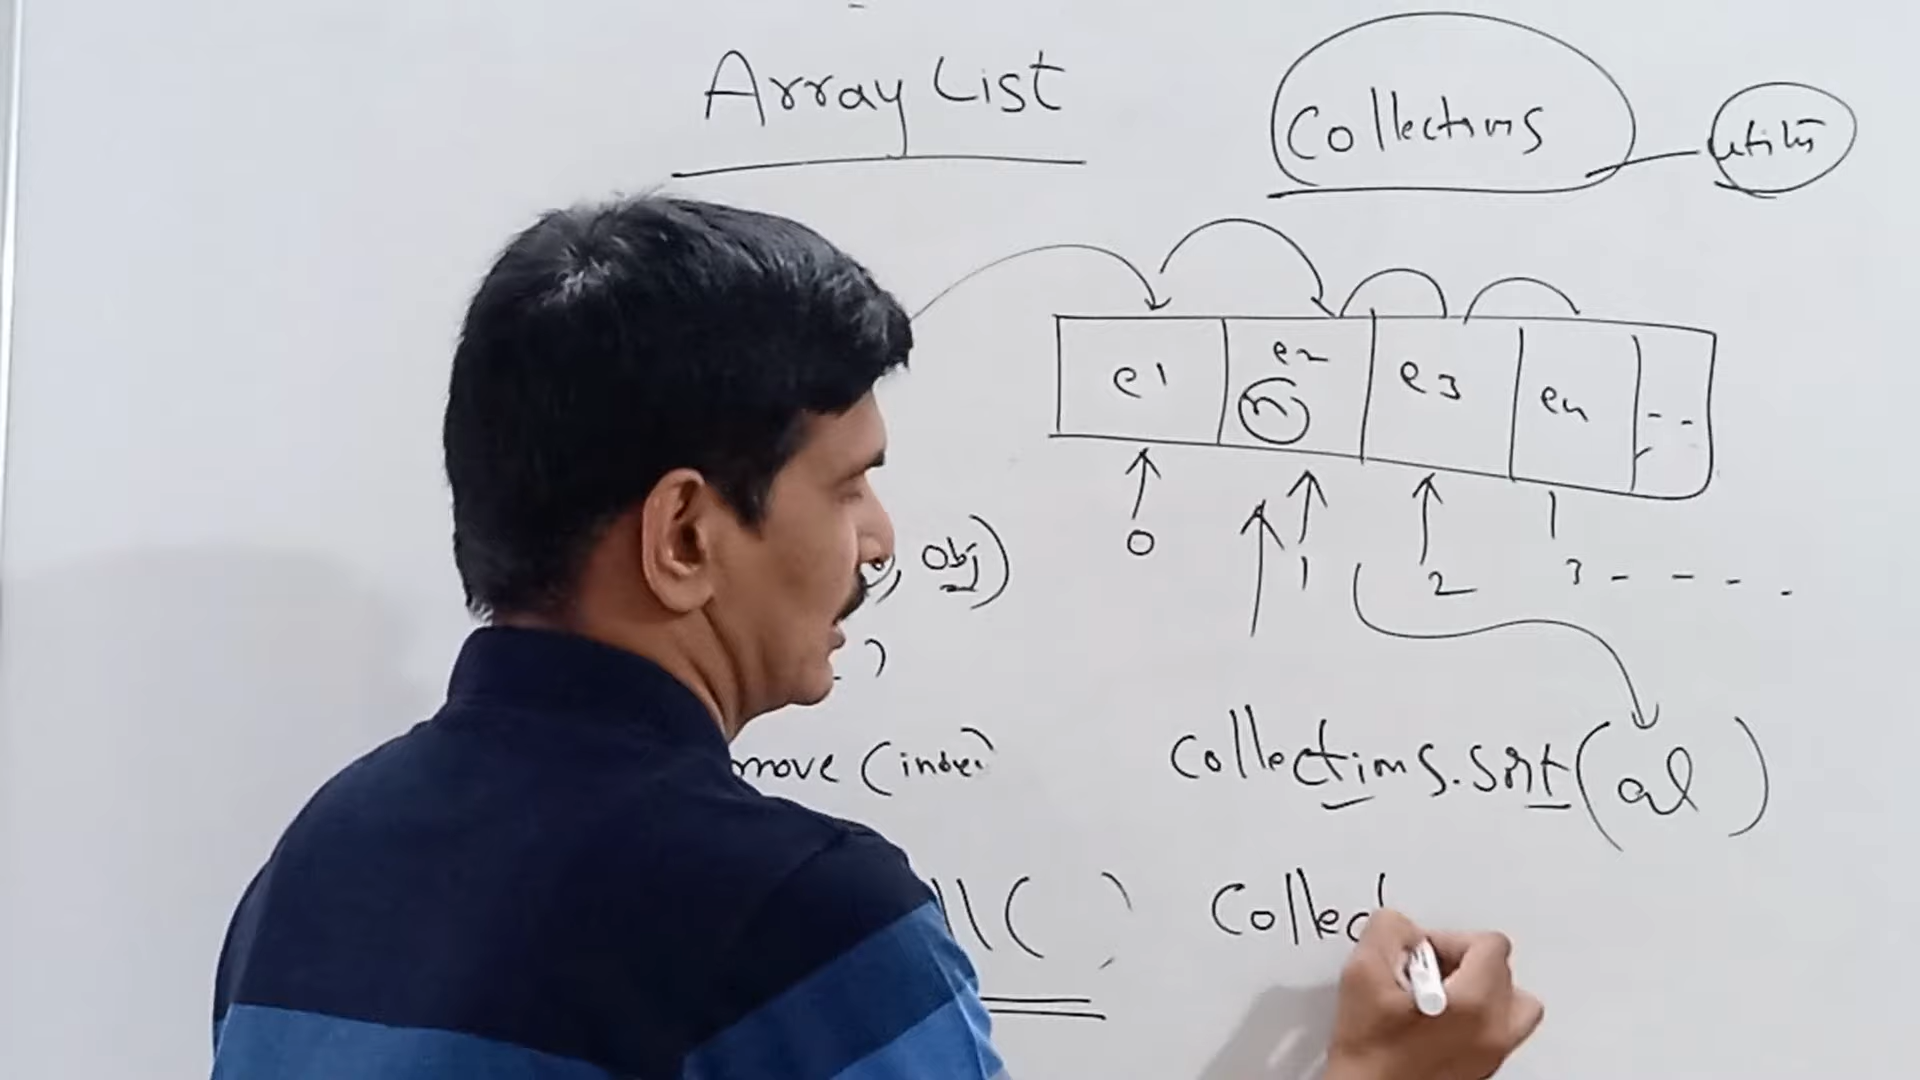 Array List
Collections
utility
e1 e2 e3 en --
n
0 1 2 3 ----
, obj)
)
move (index)
Collections.sort(al)
ll( )
Collect